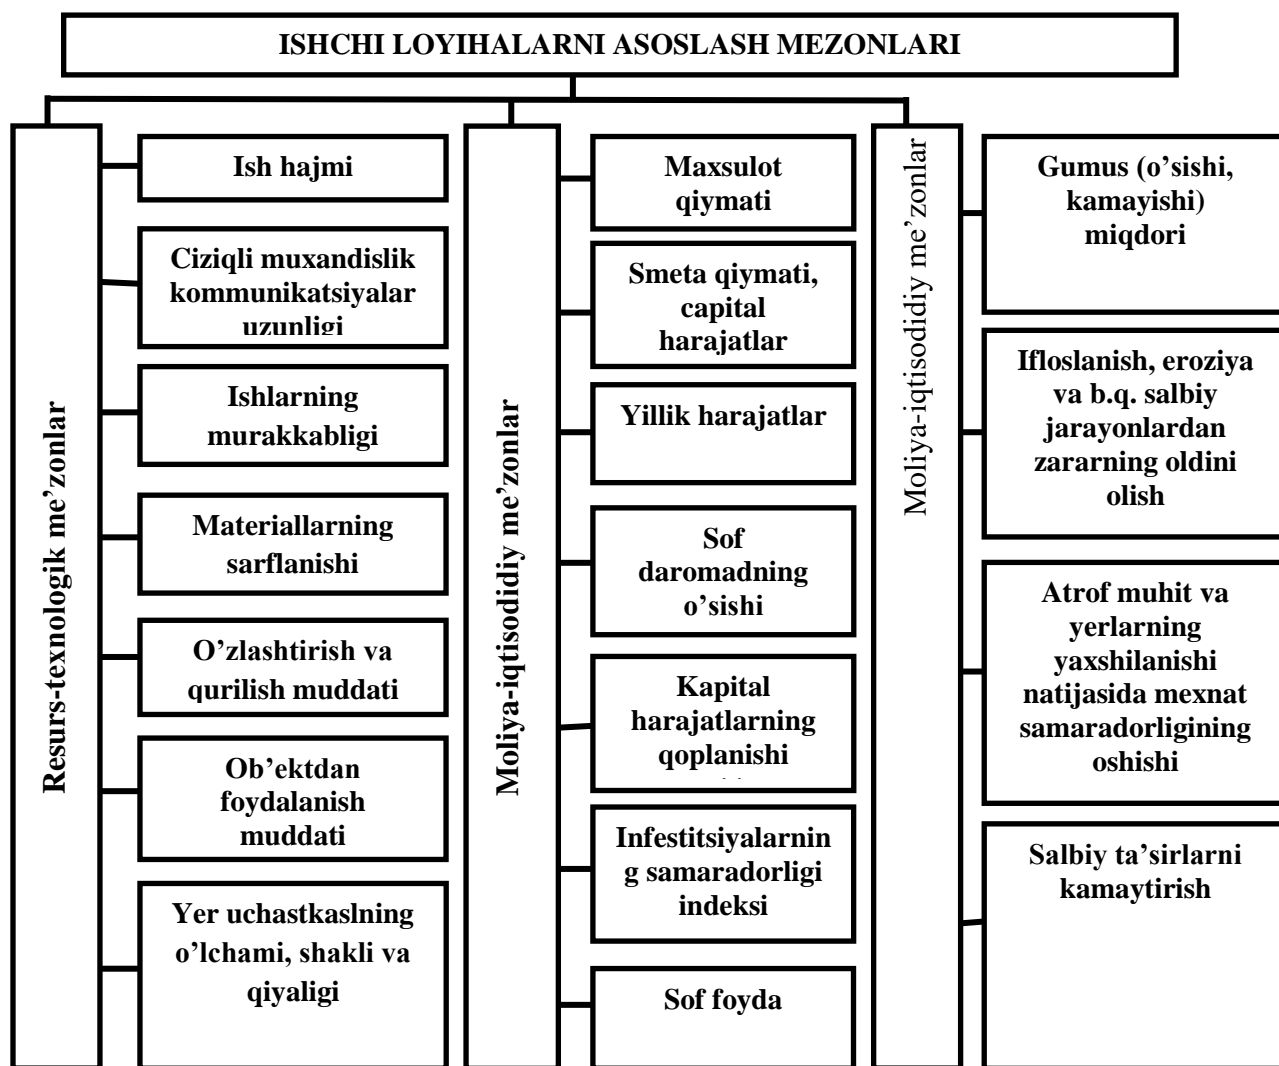 ISHCHI LOYIHALARNI ASOSLASH MEZONLARI
Resurs-texnologik me’zonlar
Ish hajmi
Ciziqli muxandislik
kommunikatsiyalar
uzunligi
Ishlarning
murakkabligi
Materiallarning
sarflanishi
O’zlashtirish va
qurilish muddati
Ob’ektdan
foydalanish
muddati
Yer uchastkaslning
o’lchami, shakli va
qiyaligi
Moliya-iqtisodidiy me’zonlar
Maxsulot
qiymati
Smeta qiymati,
capital
harajatlar
Yillik harajatlar
Sof
daromadning
o’sishi
Kapital
harajatlarning
qoplanishi
Infestitsiyalarnin
g samaradorligi
indeksi
Sof foyda
Moliya-iqtisodidiy me’zonlar
Gumus (o’sishi,
kamayishi)
miqdori
Ifloslanish, eroziya
va b.q. salbiy
jarayonlardan
zararning oldini
olish
Atrof muhit va
yerlarning
yaxshilanishi
natijasida mexnat
samaradorligining
oshishi
Salbiy ta’sirlarni
kamaytirish